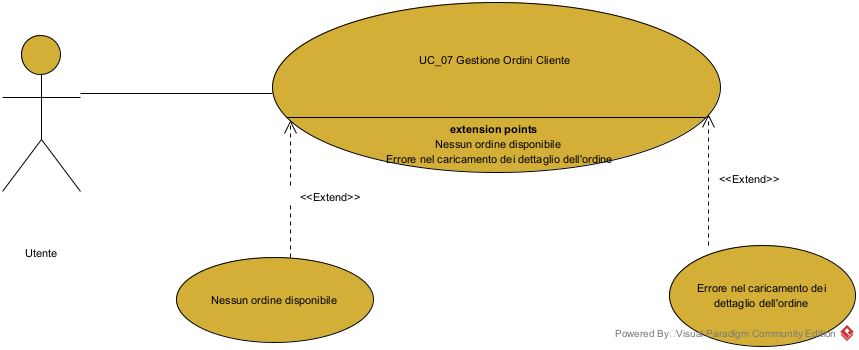 UC_07 Gestione Ordini Cliente
extension points
Nessun ordine disponibile
Errore nel caricamento dei dettaglio dell'ordine
<<Extend>>
<<Extend>>
Utente
Nessun ordine disponibile
Errore nel caricamento dei
dettaglio dell'ordine
Powered By Visual Paradigm Community Edition